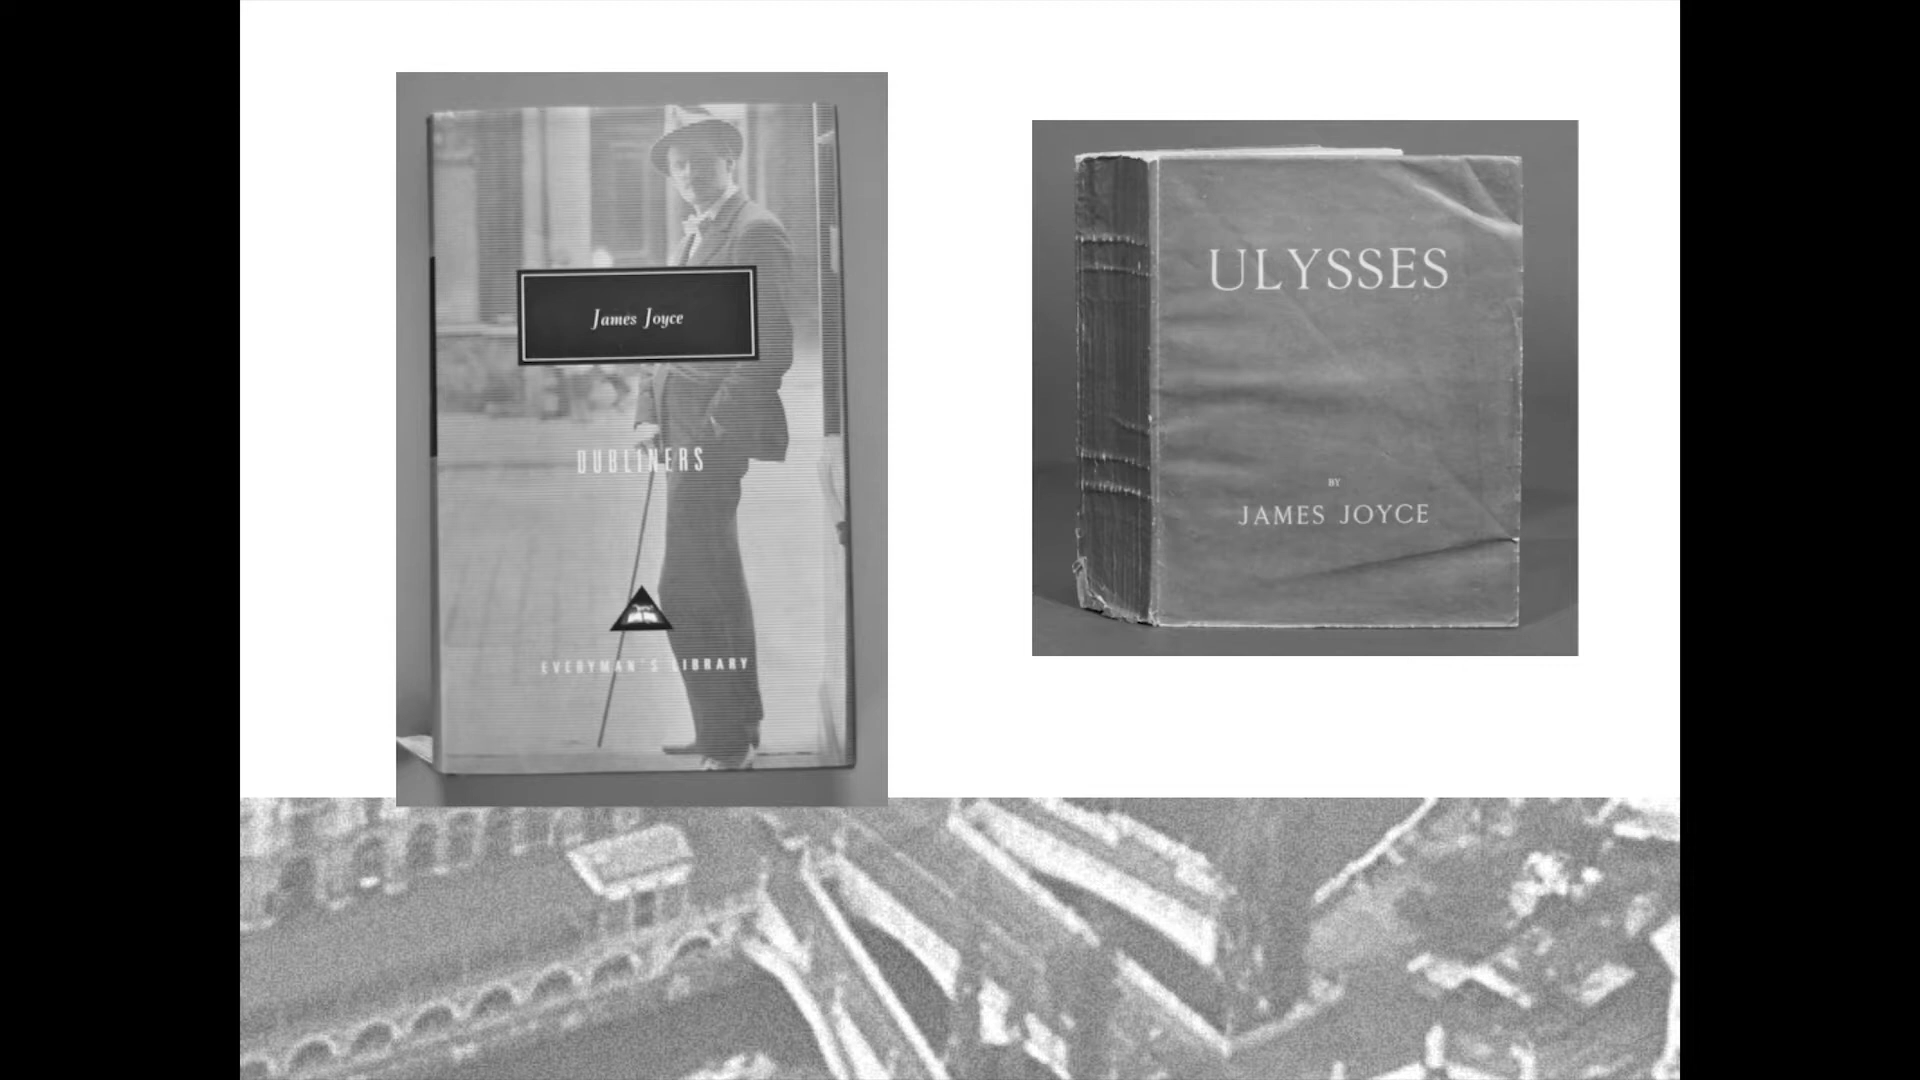 James Joyce
DUBLINERS
EVERYMAN'S LIBRARY
ULYSSES
BY
JAMES JOYCE